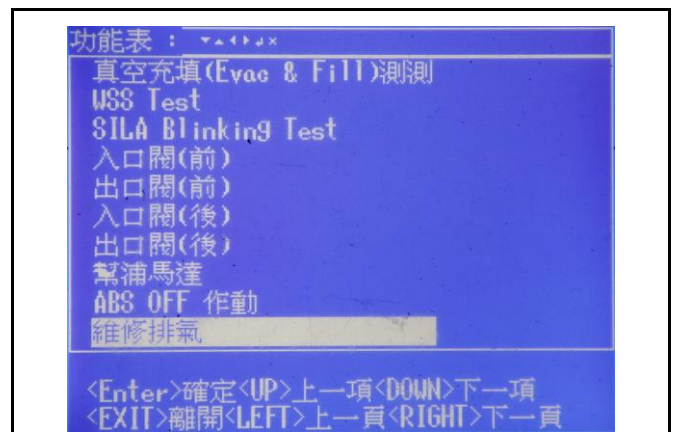 功能表 : ▼▲◀▶↲×
真空充填(Evac & Fill)測測
WSS Test
SILA Blinking Test
入口閥(前)
出口閥(前)
入口閥(後)
出口閥(後)
幫浦馬達
ABS OFF 作動
維修排氣
<Enter>確定<UP>上一項<DOWN>下一項
<EXIT>離開<LEFT>上一頁<RIGHT>下一頁